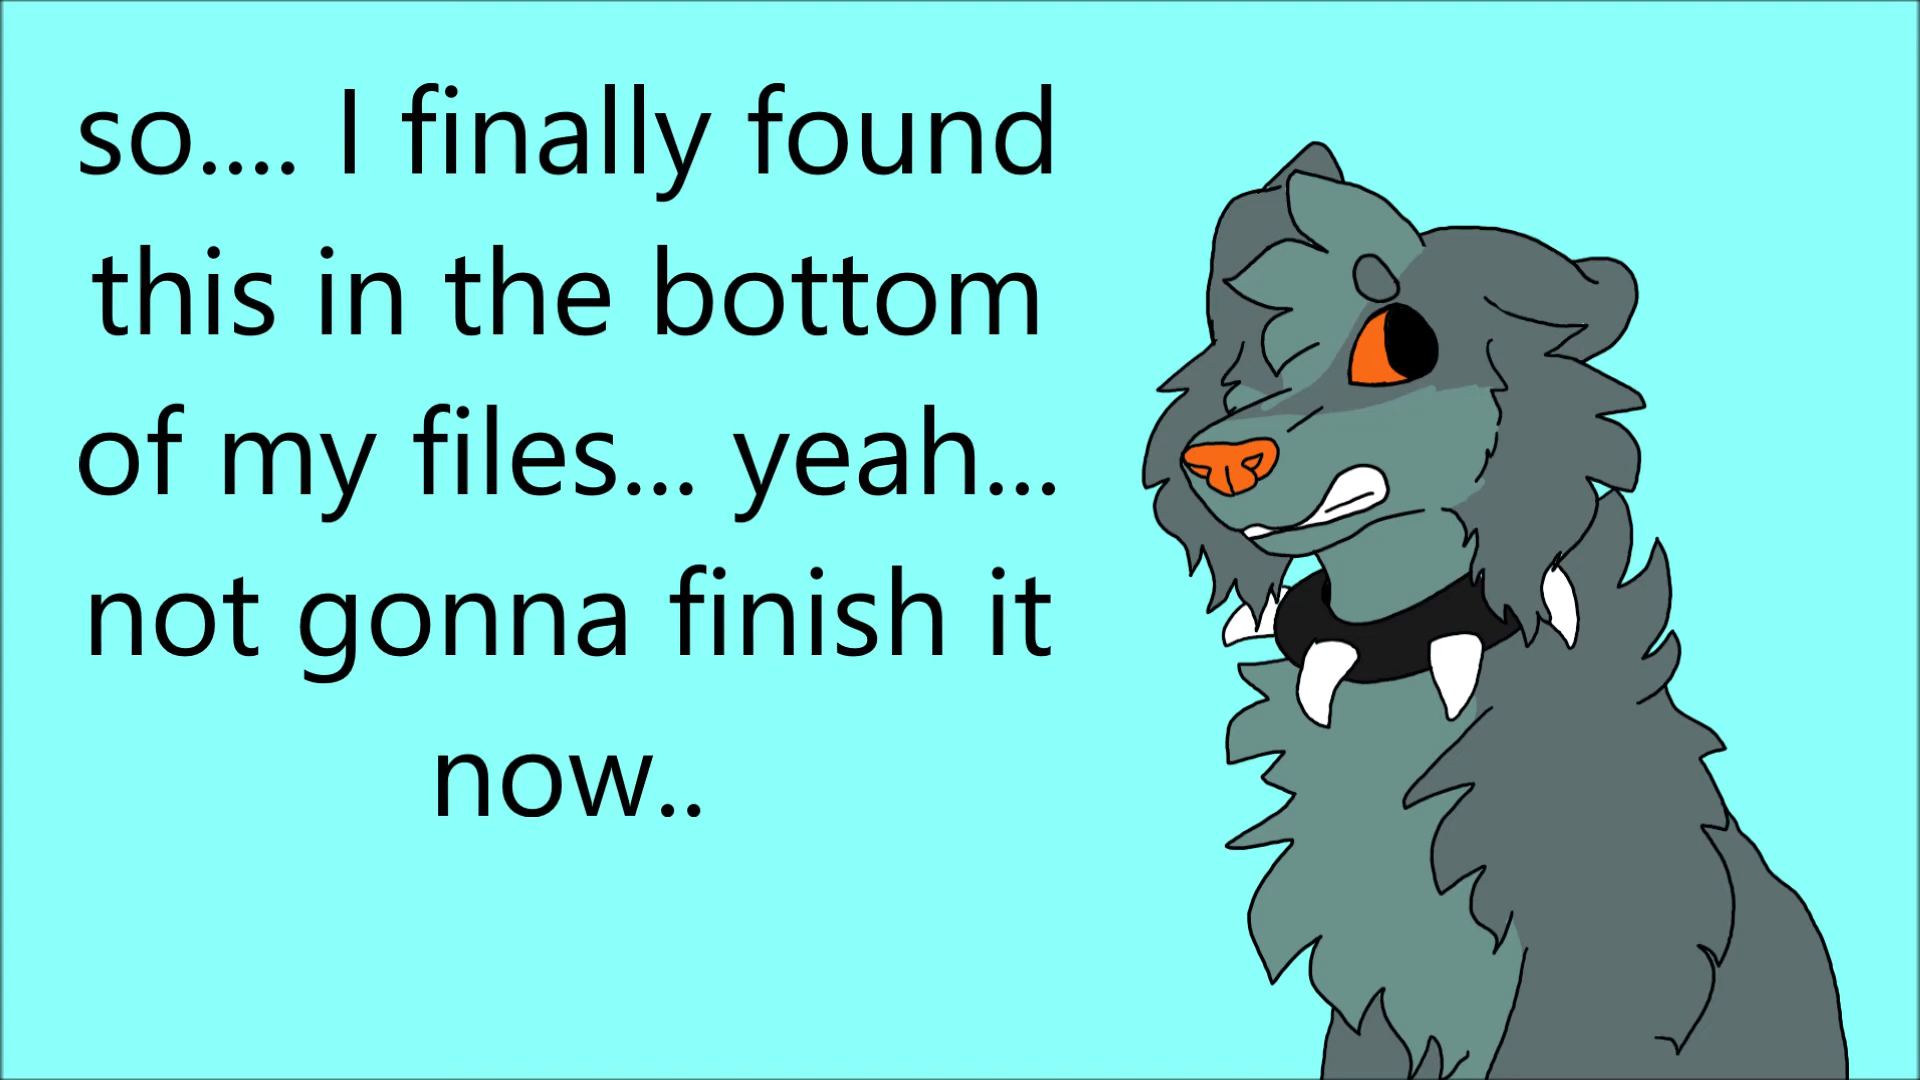 so.... I finally found
this in the bottom
of my files... yeah...
not gonna finish it
now..